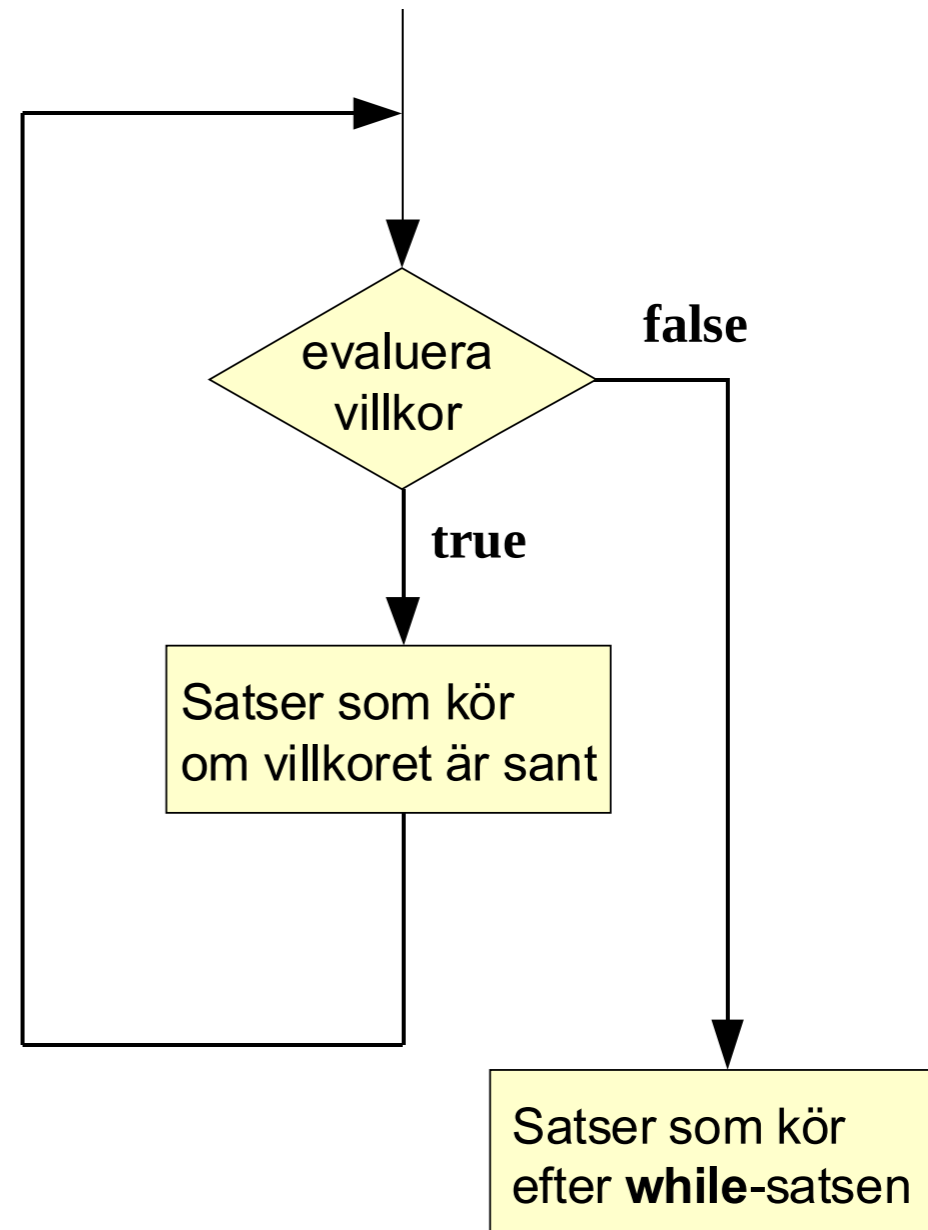 false
evaluera
villkor
true
Satser som kör
om villkoret är sant
Satser som kör
efter while-satsen